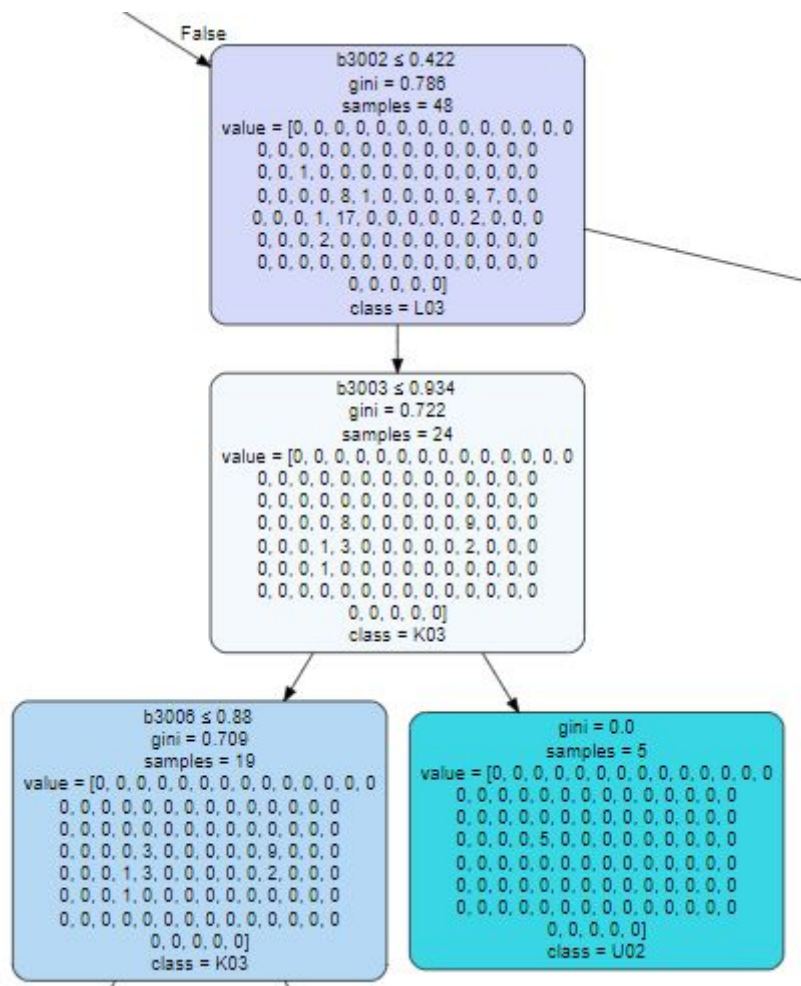 False
b3002 ≤ 0.422
gini = 0.786
samples = 48
value = [0, 0, 0, 0, 0, 0, 0, 0, 0, 0, 0, 0, 0, 0
0, 0, 0, 0, 0, 0, 0, 0, 0, 0, 0, 0, 0, 0
0, 0, 1, 0, 0, 0, 0, 0, 0, 0, 0, 0, 0, 0
0, 0, 0, 0, 8, 1, 0, 0, 0, 0, 9, 7, 0, 0
0, 0, 0, 1, 17, 0, 0, 0, 0, 0, 2, 0, 0, 0
0, 0, 0, 2, 0, 0, 0, 0, 0, 0, 0, 0, 0, 0
0, 0, 0, 0, 0, 0, 0, 0, 0, 0, 0, 0, 0, 0
0, 0, 0, 0, 0]
class = L03
b3003 ≤ 0.934
gini = 0.722
samples = 24
value = [0, 0, 0, 0, 0, 0, 0, 0, 0, 0, 0, 0, 0, 0
0, 0, 0, 0, 0, 0, 0, 0, 0, 0, 0, 0, 0, 0
0, 0, 0, 0, 0, 0, 0, 0, 0, 0, 0, 0, 0, 0
0, 0, 0, 0, 8, 0, 0, 0, 0, 0, 9, 0, 0, 0
0, 0, 0, 1, 3, 0, 0, 0, 0, 0, 2, 0, 0, 0
0, 0, 0, 1, 0, 0, 0, 0, 0, 0, 0, 0, 0, 0
0, 0, 0, 0, 0, 0, 0, 0, 0, 0, 0, 0, 0, 0
0, 0, 0, 0, 0]
class = K03
b3006 ≤ 0.88
gini = 0.709
samples = 19
value = [0, 0, 0, 0, 0, 0, 0, 0, 0, 0, 0, 0, 0, 0
0, 0, 0, 0, 0, 0, 0, 0, 0, 0, 0, 0, 0, 0
0, 0, 0, 0, 0, 0, 0, 0, 0, 0, 0, 0, 0, 0
0, 0, 0, 0, 3, 0, 0, 0, 0, 0, 9, 0, 0, 0
0, 0, 0, 1, 3, 0, 0, 0, 0, 0, 2, 0, 0, 0
0, 0, 0, 1, 0, 0, 0, 0, 0, 0, 0, 0, 0, 0
0, 0, 0, 0, 0, 0, 0, 0, 0, 0, 0, 0, 0, 0
0, 0, 0, 0, 0]
class = K03
gini = 0.0
samples = 5
value = [0, 0, 0, 0, 0, 0, 0, 0, 0, 0, 0, 0, 0, 0
0, 0, 0, 0, 0, 0, 0, 0, 0, 0, 0, 0, 0, 0
0, 0, 0, 0, 0, 0, 0, 0, 0, 0, 0, 0, 0, 0
0, 0, 0, 0, 5, 0, 0, 0, 0, 0, 0, 0, 0, 0
0, 0, 0, 0, 0, 0, 0, 0, 0, 0, 0, 0, 0, 0
0, 0, 0, 0, 0, 0, 0, 0, 0, 0, 0, 0, 0, 0
0, 0, 0, 0, 0, 0, 0, 0, 0, 0, 0, 0, 0, 0
0, 0, 0, 0, 0]
class = U02